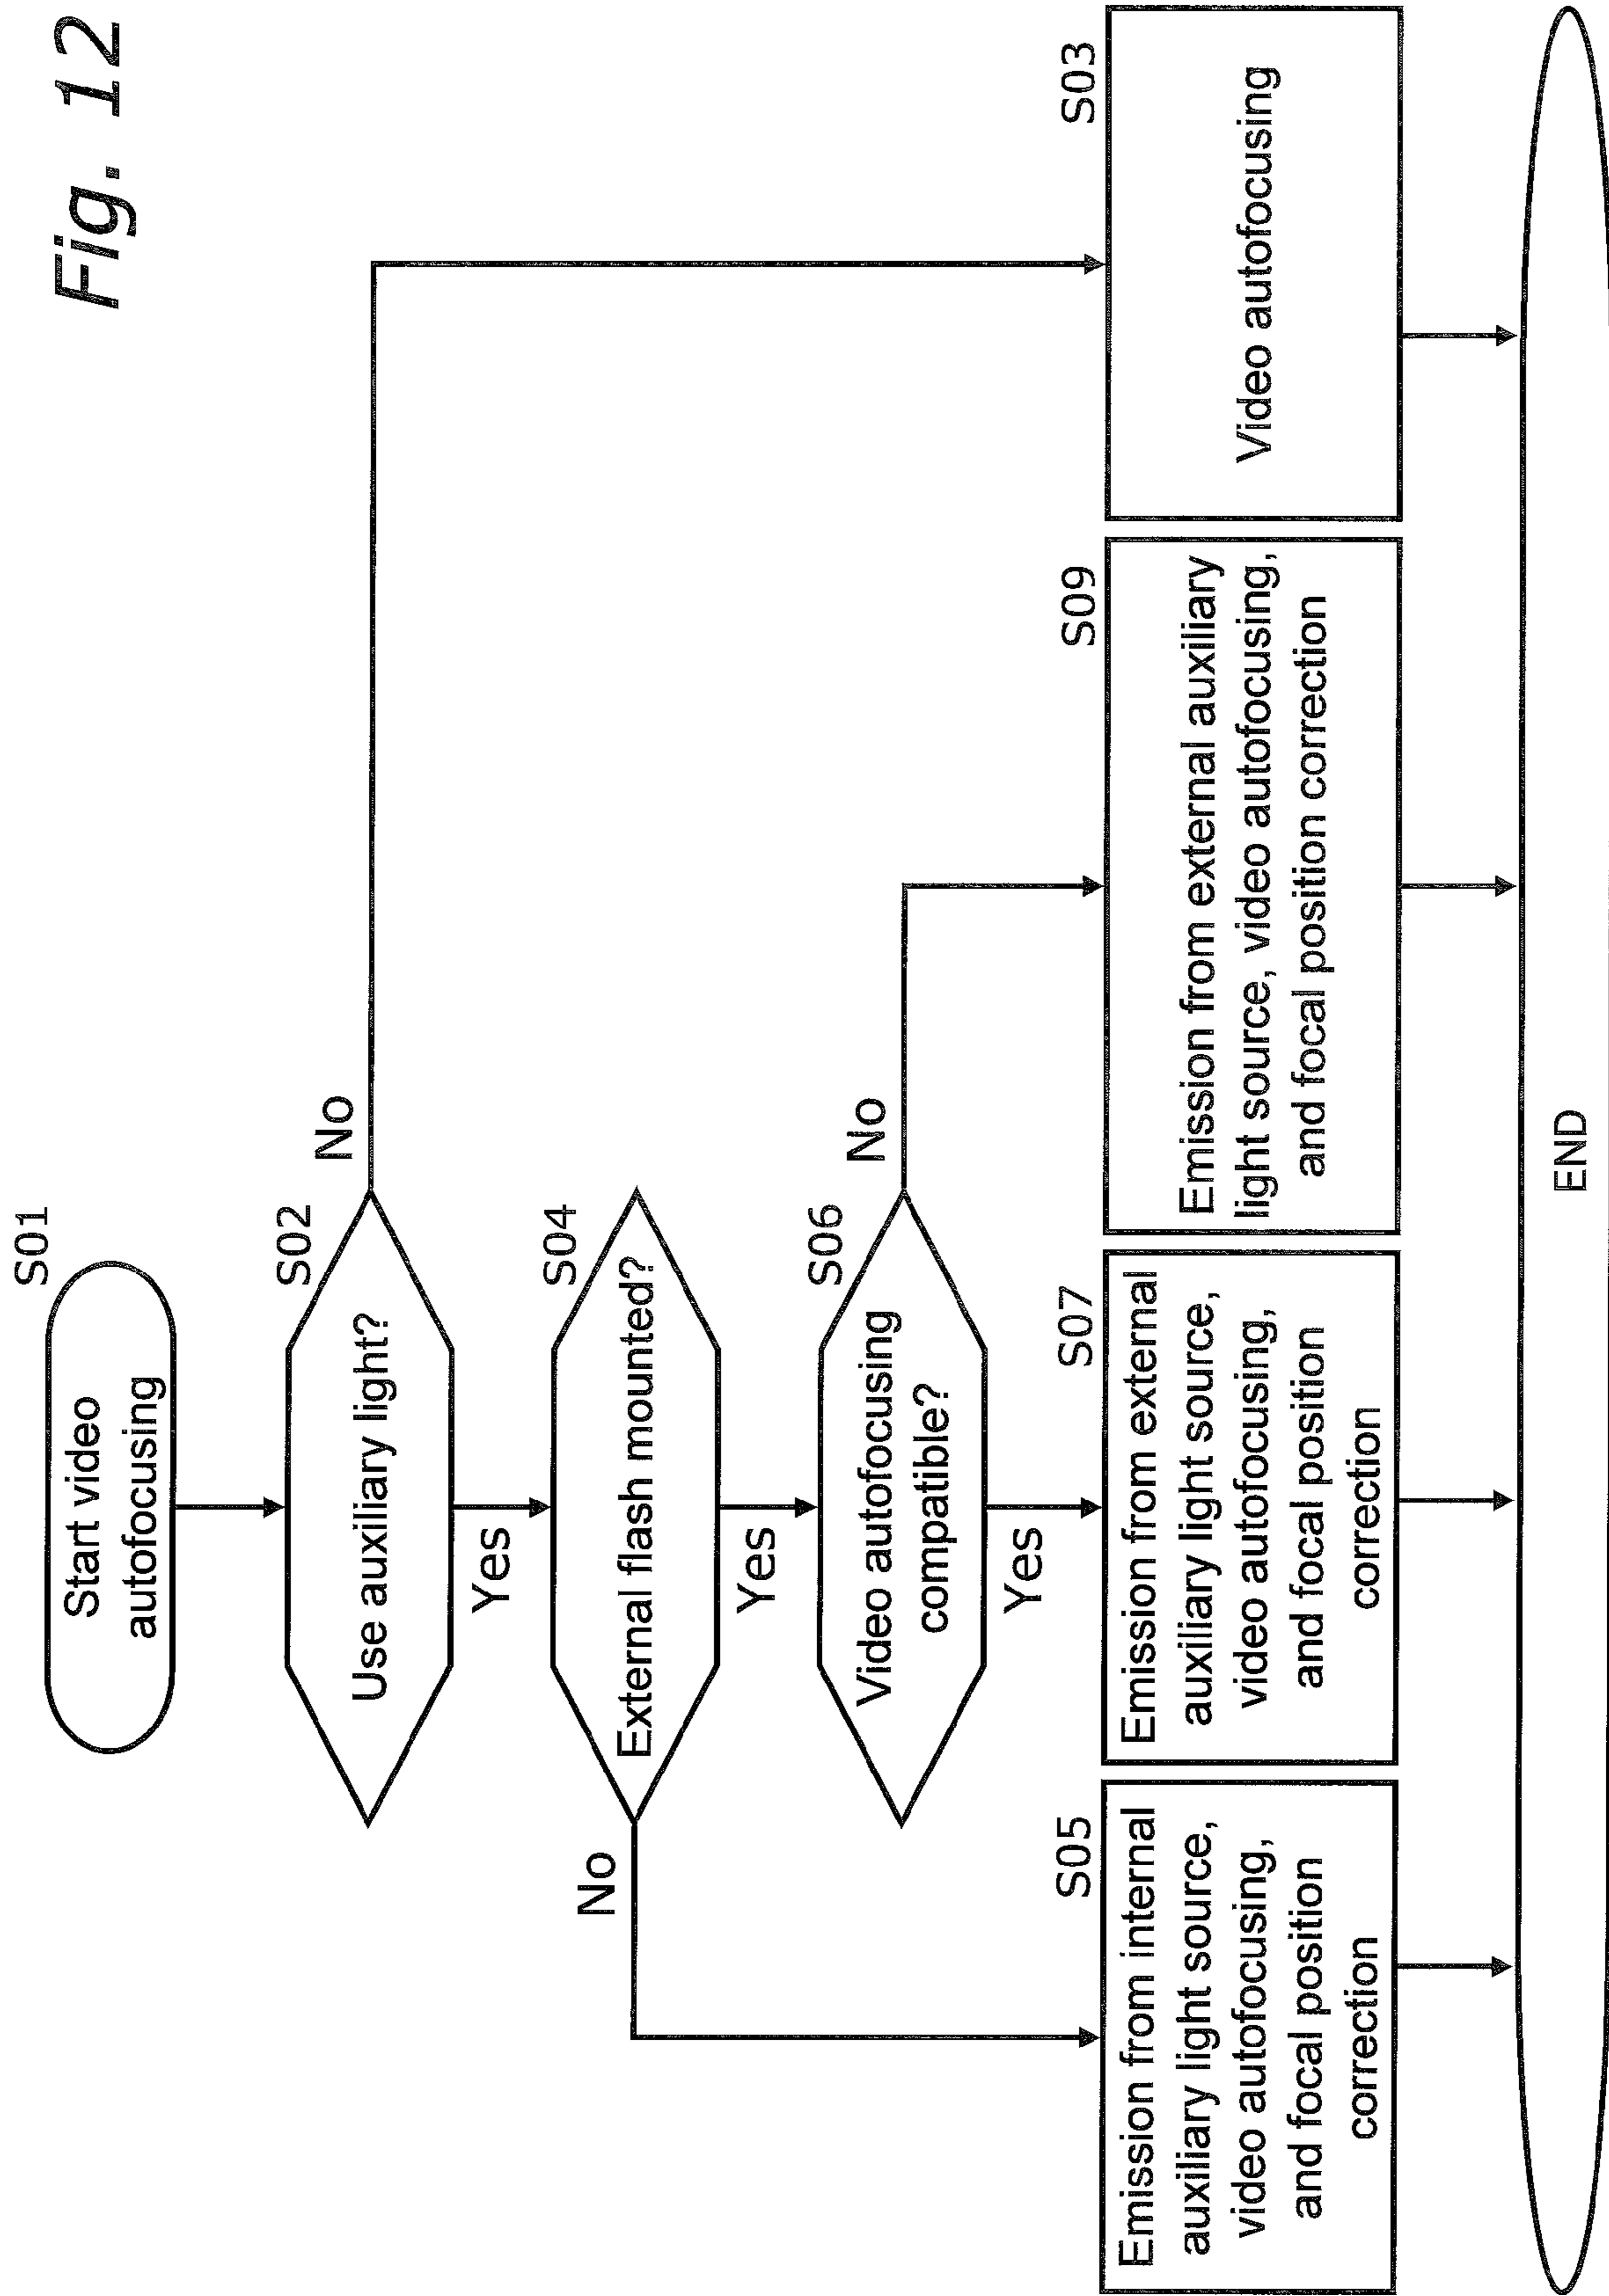 Fig. 12
S01
Start video
autofocusing
S02
Use auxiliary light?
No
Yes
S04
External flash mounted?
No
Yes
S06
Video autofocusing
compatible?
No
Yes
S05
Emission from internal
auxiliary light source,
video autofocusing,
and focal position
correction
S07
Emission from external
auxiliary light source,
video autofocusing,
and focal position
correction
S09
Emission from external auxiliary
light source, video autofocusing,
and focal position correction
S03
Video autofocusing
END